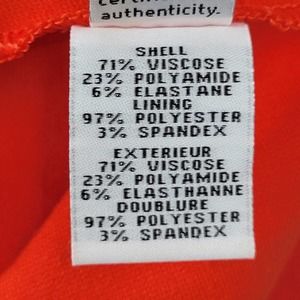 authenticity.
SHELL
71% VISCOSE
23% POLYAMIDE
6% ELASTANE
LINING
97% POLYESTER
3% SPANDEX
EXTERIEUR
71% VISCOSE
23% POLYAMIDE
6% ELASTHANNE
DOUBLURE
97% POLYESTER
3% SPANDEX